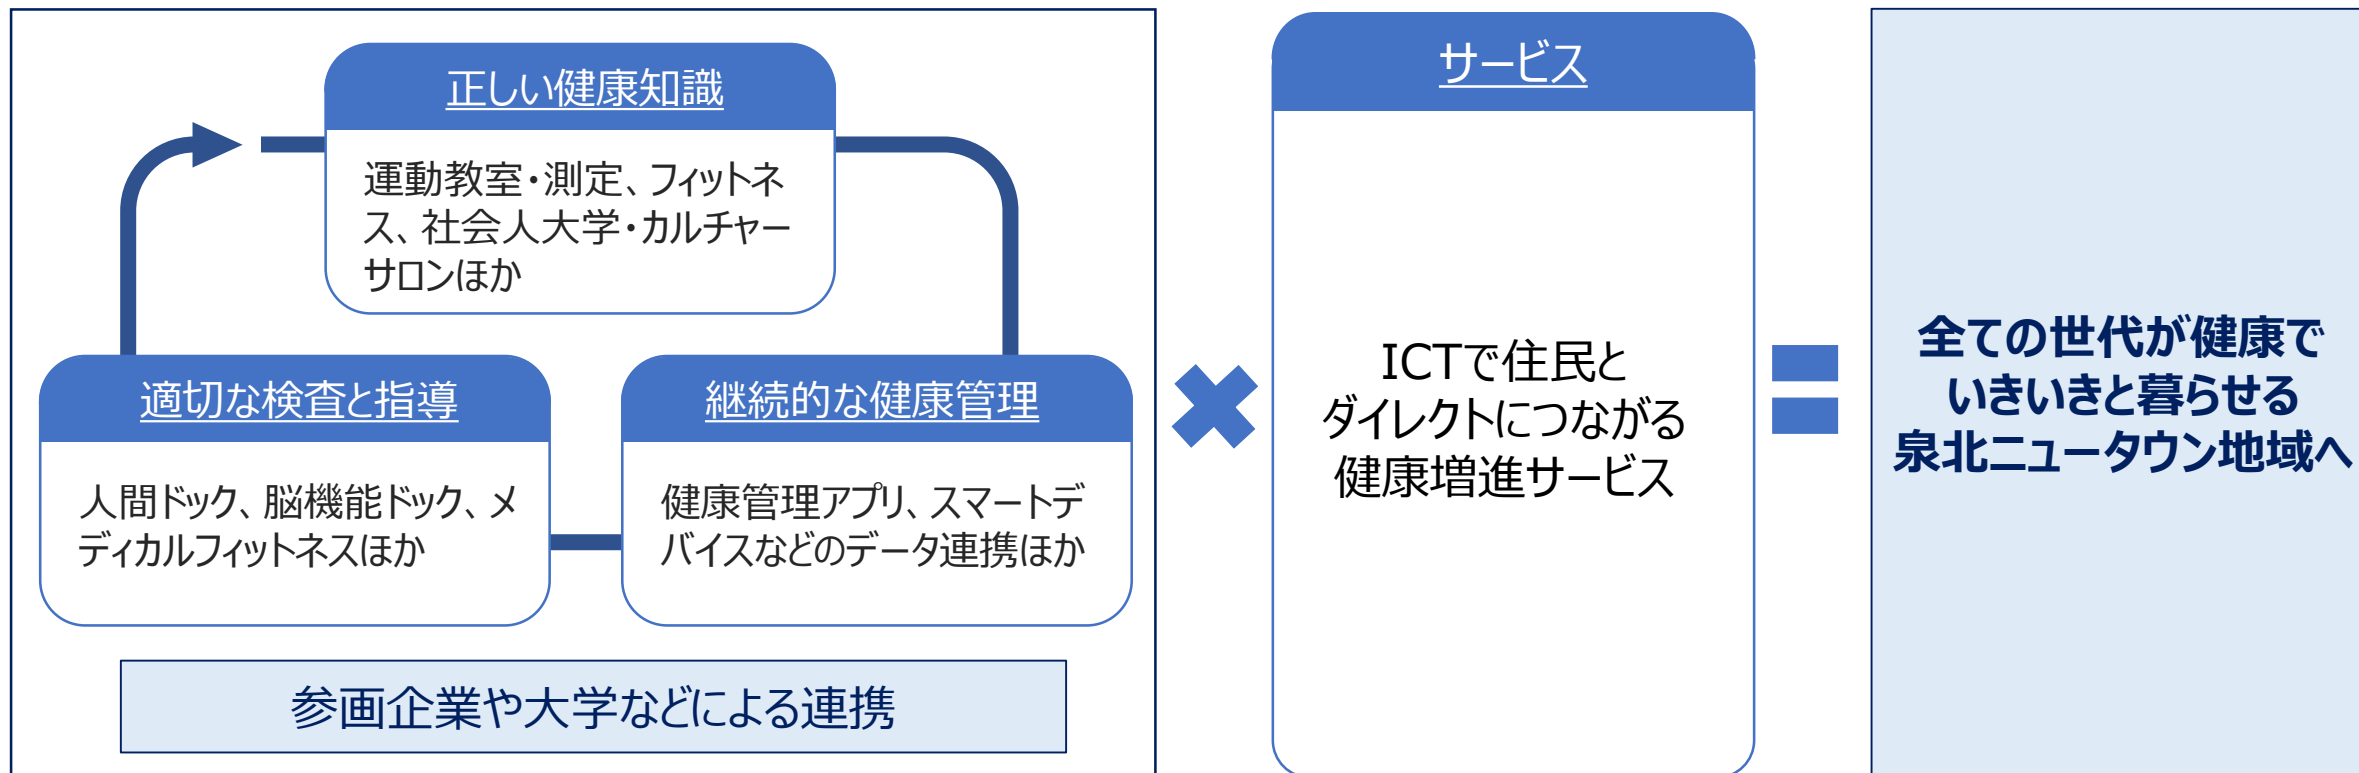 正しい健康知識
運動教室・測定、フィットネ
ス、社会人大学・カルチャー
サロンほか
適切な検査と指導
人間ドック、脳機能ドック、メ
ディカルフィットネスほか
継続的な健康管理
健康管理アプリ、スマートデ
バイスなどのデータ連携ほか
参画企業や大学などによる連携
サービス
ICTで住民と
ダイレクトにつながる
健康増進サービス
全ての世代が健康で
いきいきと暮らせる
泉北ニュータウン地域へ